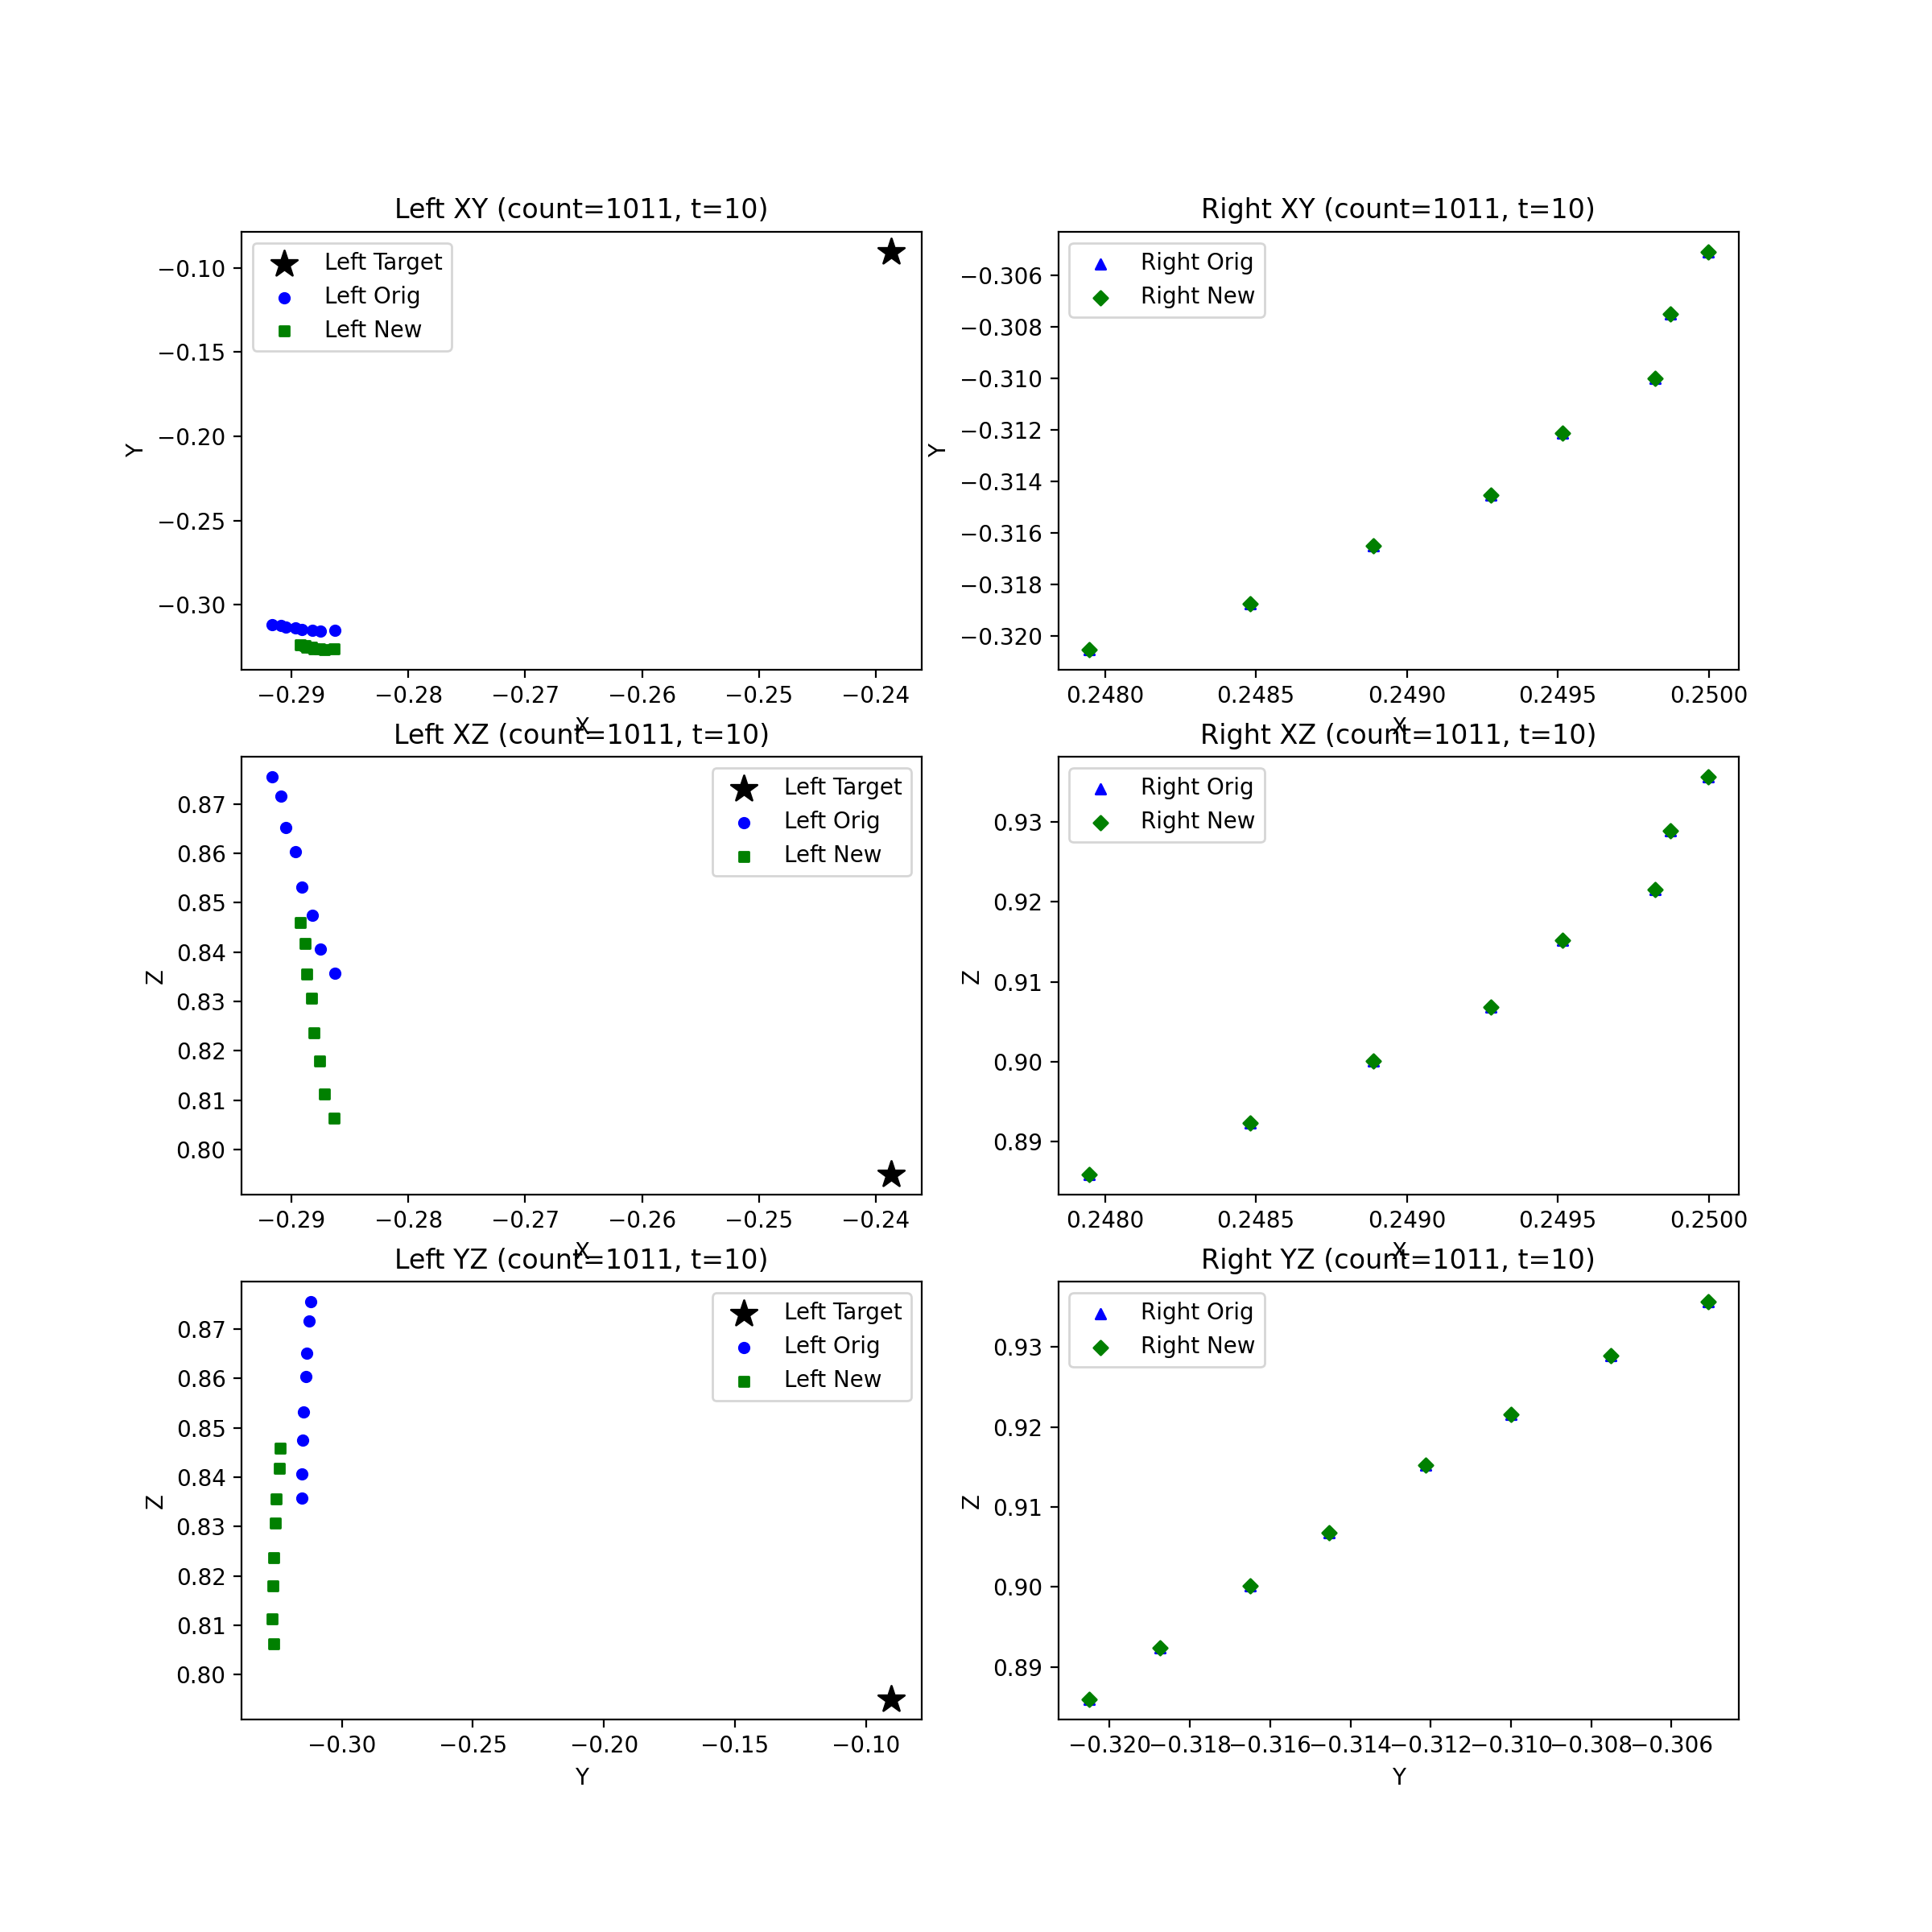 Left XY (count=1011, t=10)
Left Target
Left Orig
Left New
Y
−0.10
−0.15
−0.20
−0.25
−0.30
−0.29
−0.28
−0.27
−0.26
−0.25
−0.24
X
Right XY (count=1011, t=10)
Right Orig
Right New
Y
−0.306
−0.308
−0.310
−0.312
−0.314
−0.316
−0.318
−0.320
0.2480
0.2485
0.2490
0.2495
0.2500
X
Left XZ (count=1011, t=10)
Left Target
Left Orig
Left New
Z
0.87
0.86
0.85
0.84
0.83
0.82
0.81
0.80
−0.29
−0.28
−0.27
−0.26
−0.25
−0.24
X
Right XZ (count=1011, t=10)
Right Orig
Right New
Z
0.93
0.92
0.91
0.90
0.89
0.2480
0.2485
0.2490
0.2495
0.2500
X
Left YZ (count=1011, t=10)
Left Target
Left Orig
Left New
Z
0.87
0.86
0.85
0.84
0.83
0.82
0.81
0.80
−0.30
−0.25
−0.20
−0.15
−0.10
Y
Right YZ (count=1011, t=10)
Right Orig
Right New
Z
0.93
0.92
0.91
0.90
0.89
−0.320
−0.318
−0.316
−0.314
−0.312
−0.310
−0.308
−0.306
Y